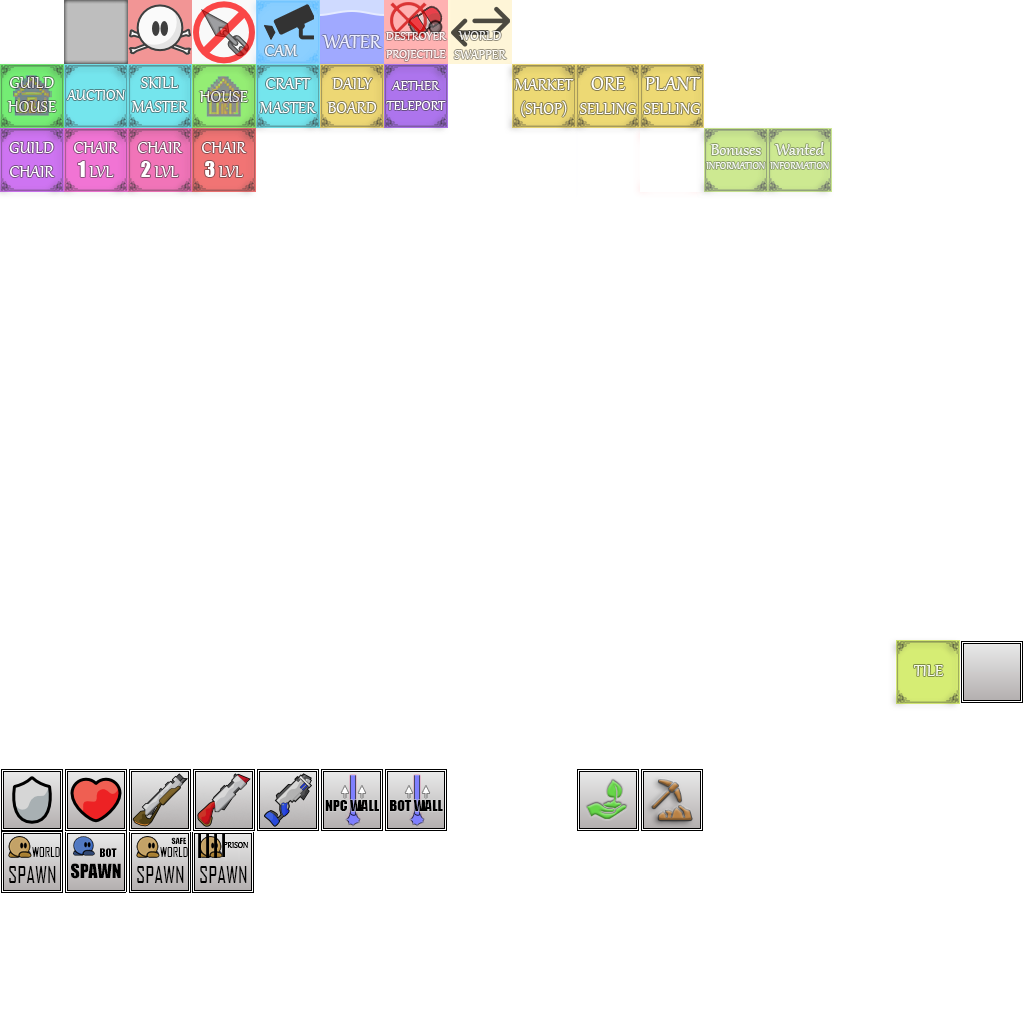 CAM
WATER
DESTROYER
PROJECTILE
WORLD
SWAPPER
GUILD
HOUSE
AUCTION
SKILL
MASTER
HOUSE
CRAFT
MASTER
DAILY
BOARD
AETHER
TELEPORT
MARKET
(SHOP)
ORE
SELLING
PLANT
SELLING
GUILD
CHAIR
CHAIR
1 LVL
CHAIR
2 LVL
CHAIR
3 LVL
Bonuses
INFORMATION
Wanted
INFORMATION
TILE
NPC WALL
BOT WALL
WORLD
SPAWN
BOT
SPAWN
SAFE
WORLD
SPAWN
PRISON
SPAWN